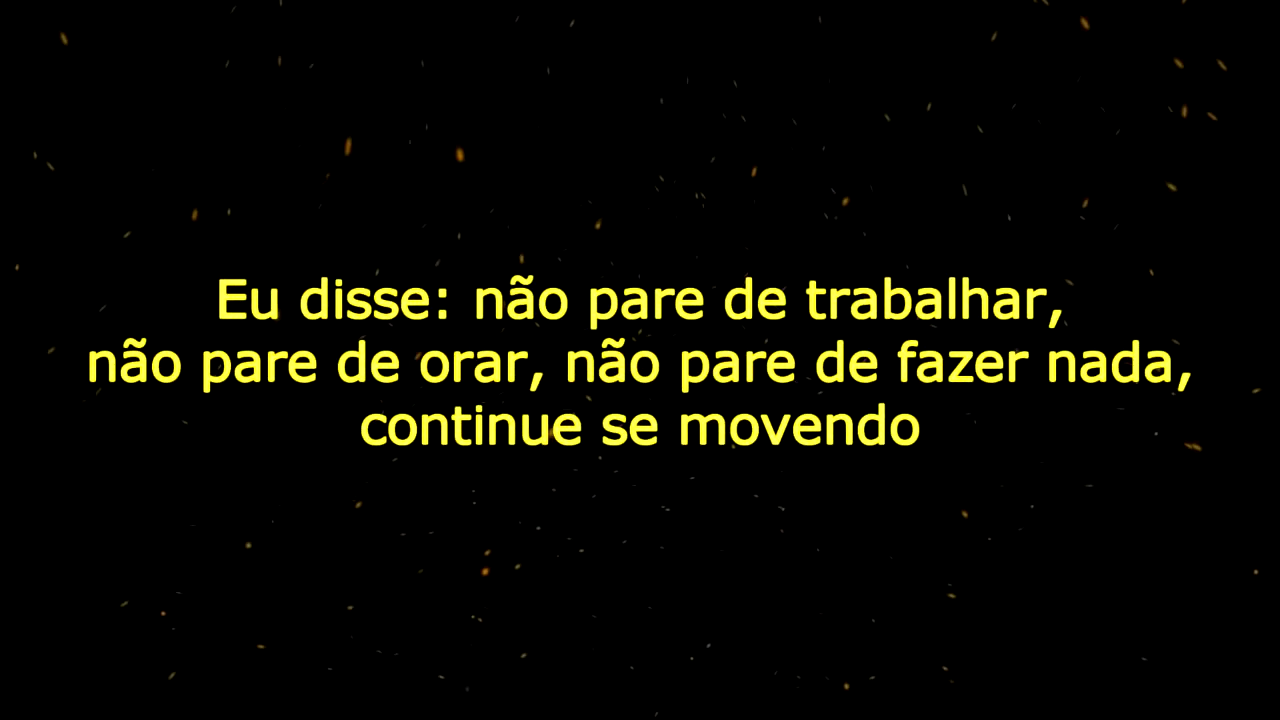 Eu disse: não pare de trabalhar,
não pare de orar, não pare de fazer nada,
continue se movendo